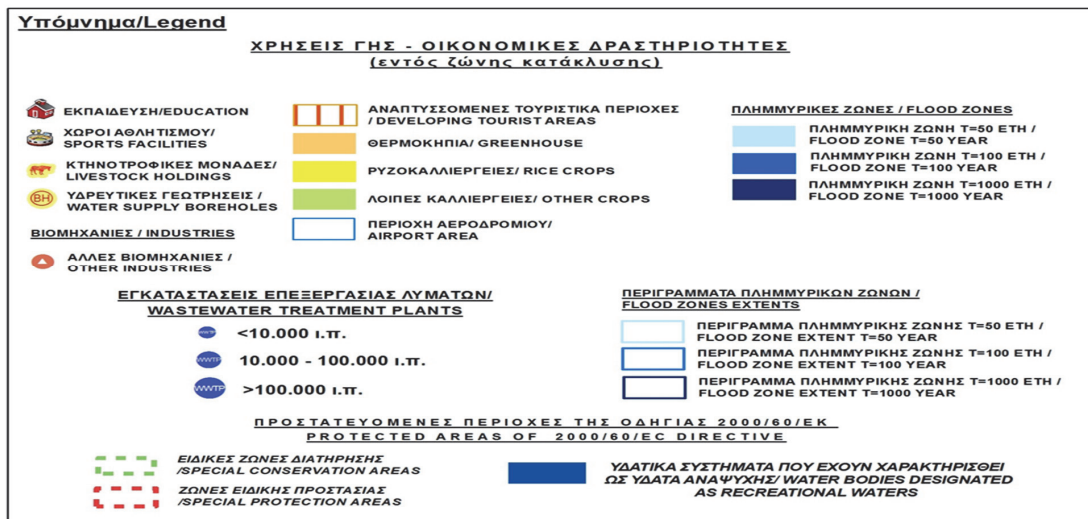 Υπόμνημα/Legend
ΧΡΗΣΕΙΣ ΓΗΣ - ΟΙΚΟΝΟΜΙΚΕΣ ΔΡΑΣΤΗΡΙΟΤΗΤΕΣ
(εντός ζώνης κατάκλυσης)
ΕΚΠΑΙΔΕΥΣΗ/EDUCATION
ΧΩΡΟΙ ΑΘΛΗΤΙΣΜΟΥ/
SPORTS FACILITIES
ΚΤΗΝΟΤΡΟΦΙΚΕΣ ΜΟΝΑΔΕΣ/
LIVESTOCK HOLDINGS
BH
ΥΔΡΕΥΤΙΚΕΣ ΓΕΩΤΡΗΣΕΙΣ /
WATER SUPPLY BOREHOLES
ΒΙΟΜΗΧΑΝΙΕΣ / INDUSTRIES
ΑΛΛΕΣ ΒΙΟΜΗΧΑΝΙΕΣ /
OTHER INDUSTRIES
ΑΝΑΠΤΥΣΣΟΜΕΝΕΣ ΤΟΥΡΙΣΤΙΚΑ ΠΕΡΙΟΧΕΣ
/ DEVELOPING TOURIST AREAS
ΘΕΡΜΟΚΗΠΙΑ/ GREENHOUSE
ΡΥΖΟΚΑΛΛΙΕΡΓΕΙΕΣ/ RICE CROPS
ΛΟΙΠΕΣ ΚΑΛΛΙΕΡΓΕΙΕΣ/ OTHER CROPS
ΠΕΡΙΟΧΗ ΑΕΡΟΔΡΟΜΙΟΥ/
AIRPORT AREA
ΠΛΗΜΜΥΡΙΚΕΣ ΖΩΝΕΣ / FLOOD ZONES
ΠΛΗΜΜΥΡΙΚΗ ΖΩΝΗ T=50 ΕΤΗ /
FLOOD ZONE T=50 YEAR
ΠΛΗΜΜΥΡΙΚΗ ΖΩΝΗ T=100 ΕΤΗ /
FLOOD ZONE T=100 YEAR
ΠΛΗΜΜΥΡΙΚΗ ΖΩΝΗ T=1000 ΕΤΗ /
FLOOD ZONE T=1000 YEAR
ΕΓΚΑΤΑΣΤΑΣΕΙΣ ΕΠΕΞΕΡΓΑΣΙΑΣ ΛΥΜΑΤΩΝ/
WASTEWATER TREATMENT PLANTS
WWTP
<10.000 ι.π.
WWTP
10.000 - 100.000 ι.π.
WWTP
>100.000 ι.π.
ΠΕΡΙΓΡΑΜΜΑΤΑ ΠΛΗΜΜΥΡΙΚΩΝ ΖΩΝΩΝ /
FLOOD ZONES EXTENTS
ΠΕΡΙΓΡΑΜΜΑ ΠΛΗΜΜΥΡΙΚΗΣ ΖΩΝΗΣ T=50 ΕΤΗ /
FLOOD ZONE EXTENT T=50 YEAR
ΠΕΡΙΓΡΑΜΜΑ ΠΛΗΜΜΥΡΙΚΗΣ ΖΩΝΗΣ T=100 ΕΤΗ /
FLOOD ZONE EXTENT T=100 YEAR
ΠΕΡΙΓΡΑΜΜΑ ΠΛΗΜΜΥΡΙΚΗΣ ΖΩΝΗΣ T=1000 ΕΤΗ /
FLOOD ZONE EXTENT T=1000 YEAR
ΠΡΟΣΤΑΤΕΥΟΜΕΝΕΣ ΠΕΡΙΟΧΕΣ ΤΗΣ ΟΔΗΓΙΑΣ 2000/60/ΕΚ
PROTECTED AREAS OF 2000/60/EC DIRECTIVE
ΕΙΔΙΚΕΣ ΖΩΝΕΣ ΔΙΑΤΗΡΗΣΗΣ
/SPECIAL CONSERVATION AREAS
ΖΩΝΕΣ ΕΙΔΙΚΗΣ ΠΡΟΣΤΑΣΙΑΣ
/SPECIAL PROTECTION AREAS
ΥΔΑΤΙΚΑ ΣΥΣΤΗΜΑΤΑ ΠΟΥ ΕΧΟΥΝ ΧΑΡΑΚΤΗΡΙΣΘΕΙ
ΩΣ ΥΔΑΤΑ ΑΝΑΨΥΧΗΣ/ WATER BODIES DESIGNATED
AS RECREATIONAL WATERS